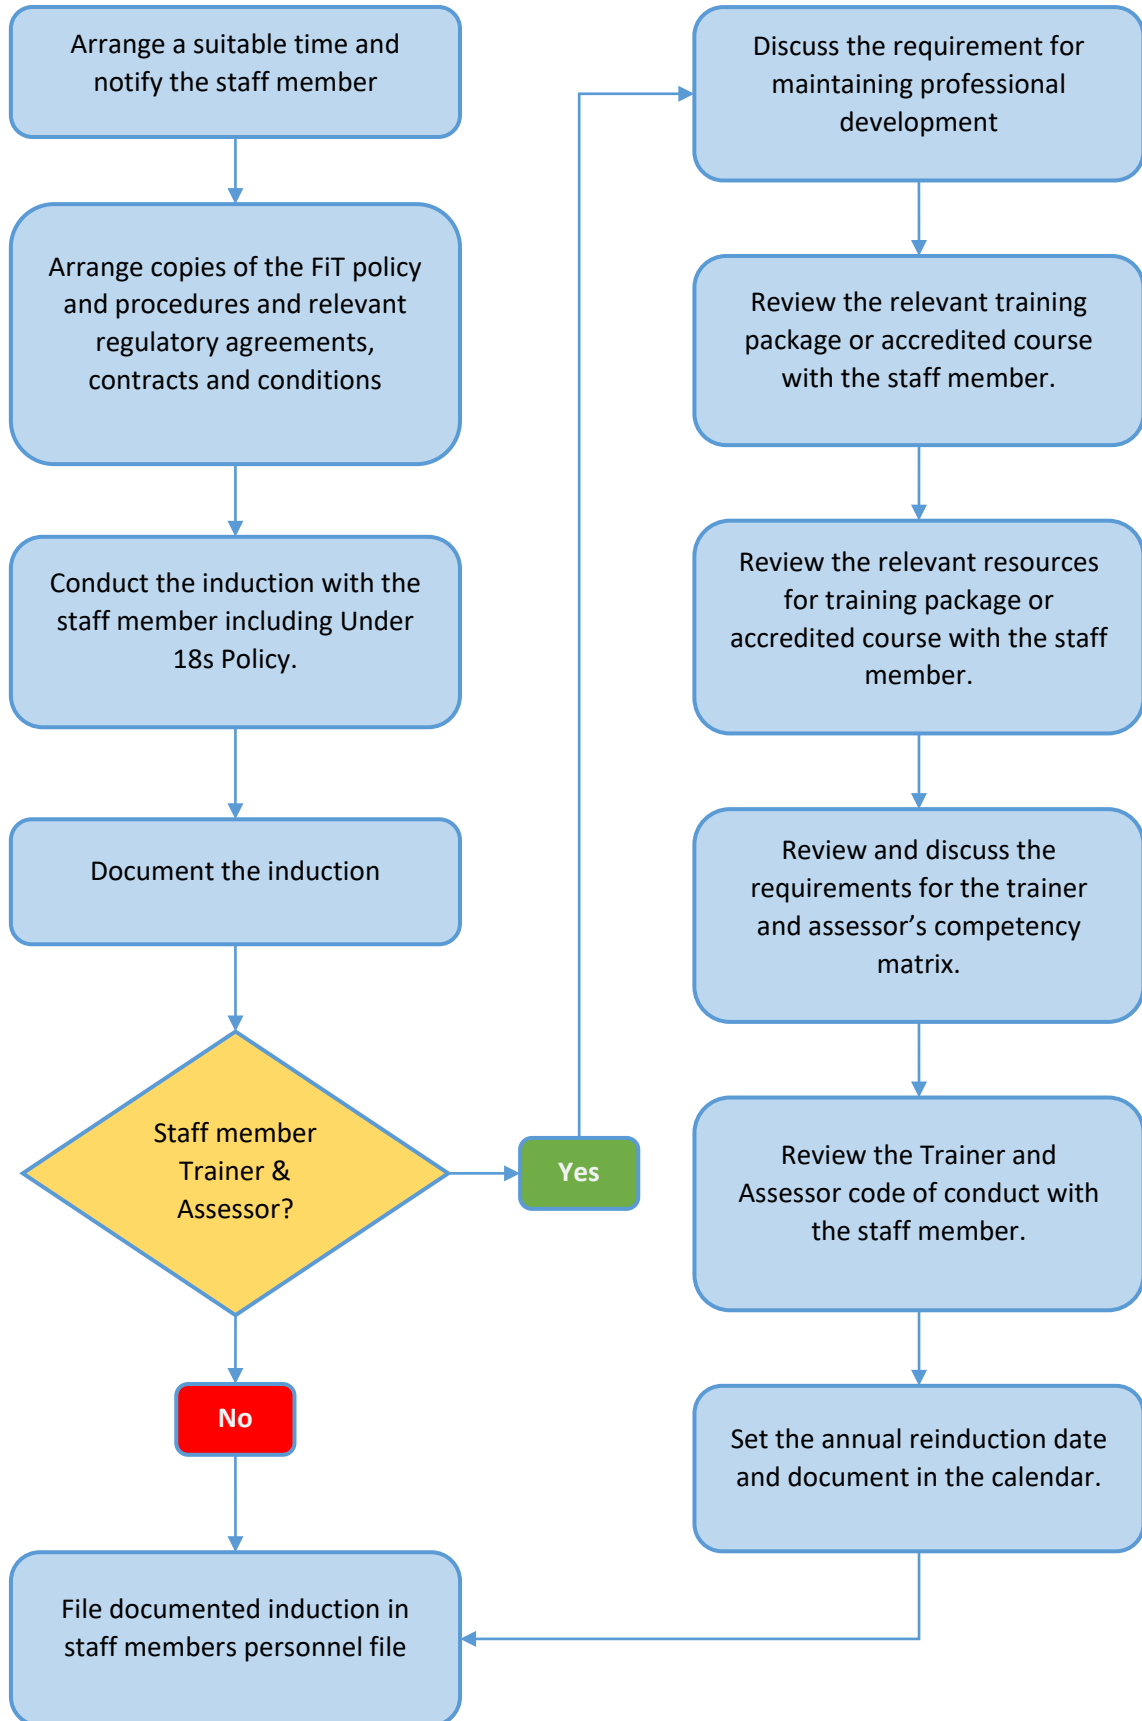 Arrange a suitable time and
notify the staff member
Arrange copies of the FiT policy
and procedures and relevant
regulatory agreements,
contracts and conditions
Conduct the induction with the
staff member including Under
18s Policy.
Document the induction
Staff member
Trainer &
Assessor?
Yes
No
File documented induction in
staff members personnel file
Discuss the requirement for
maintaining professional
development
Review the relevant training
package or accredited course
with the staff member.
Review the relevant resources
for training package or
accredited course with the staff
member.
Review and discuss the
requirements for the trainer
and assessor’s competency
matrix.
Review the Trainer and
Assessor code of conduct with
the staff member.
Set the annual reinduction date
and document in the calendar.